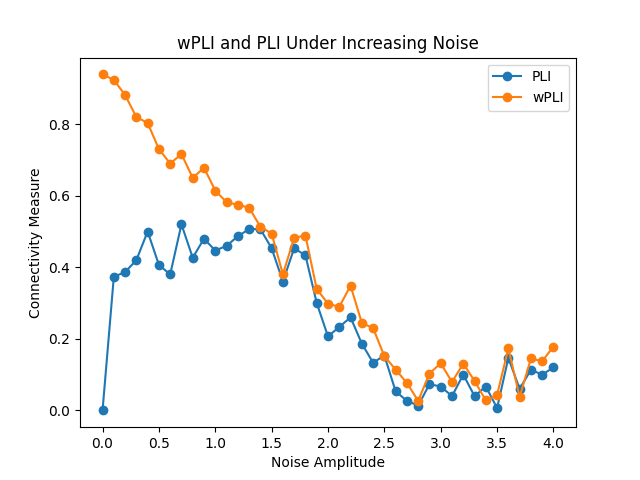 wPLI and PLI Under Increasing Noise
PLI
wPLI
Connectivity Measure
0.8
0.6
0.4
0.2
0.0
0.0 0.5 1.0 1.5 2.0 2.5 3.0 3.5 4.0
Noise Amplitude